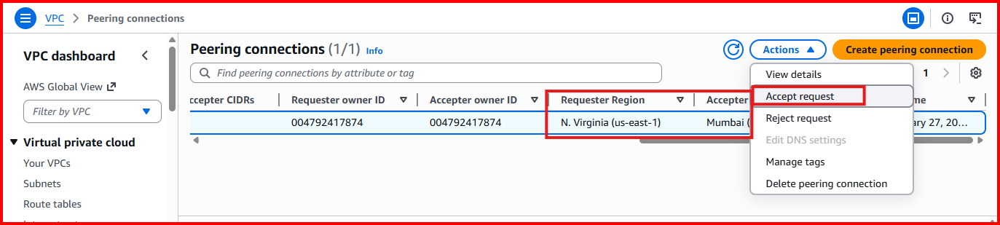 VPC > Peering connections
VPC dashboard
AWS Global View
Filter by VPC
Virtual private cloud
Your VPCs
Subnets
Route tables
Peering connections (1/1) Info
Actions
Create peering connection
Find peering connections by attribute or tag
1
Accepter CIDRs Requester owner ID Accepter owner ID Requester Region Accepter
004792417874 004792417874 N. Virginia (us-east-1) Mumbai (
ary 27, 20...
View details
Accept request
Reject request
Edit DNS settings
Manage tags
Delete peering connection